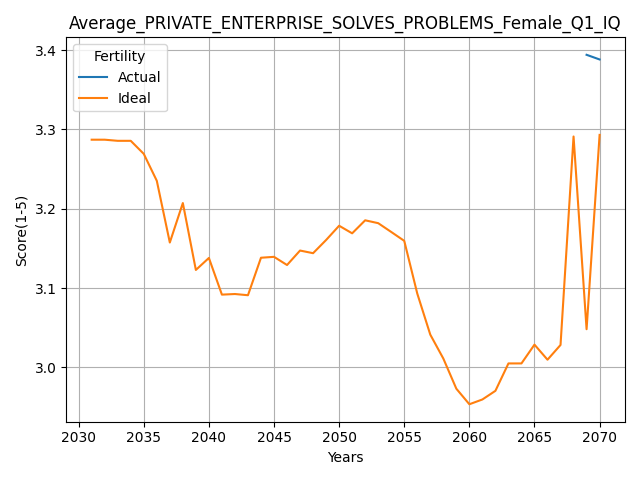 Average_PRIVATE_ENTERPRISE_SOLVES_PROBLEMS_Female_Q1_IQ
Fertility
Actual
Ideal
3.4
3.3
3.2
3.1
3.0
Score(1-5)
2030 2035 2040 2045 2050 2055 2060 2065 2070
Years